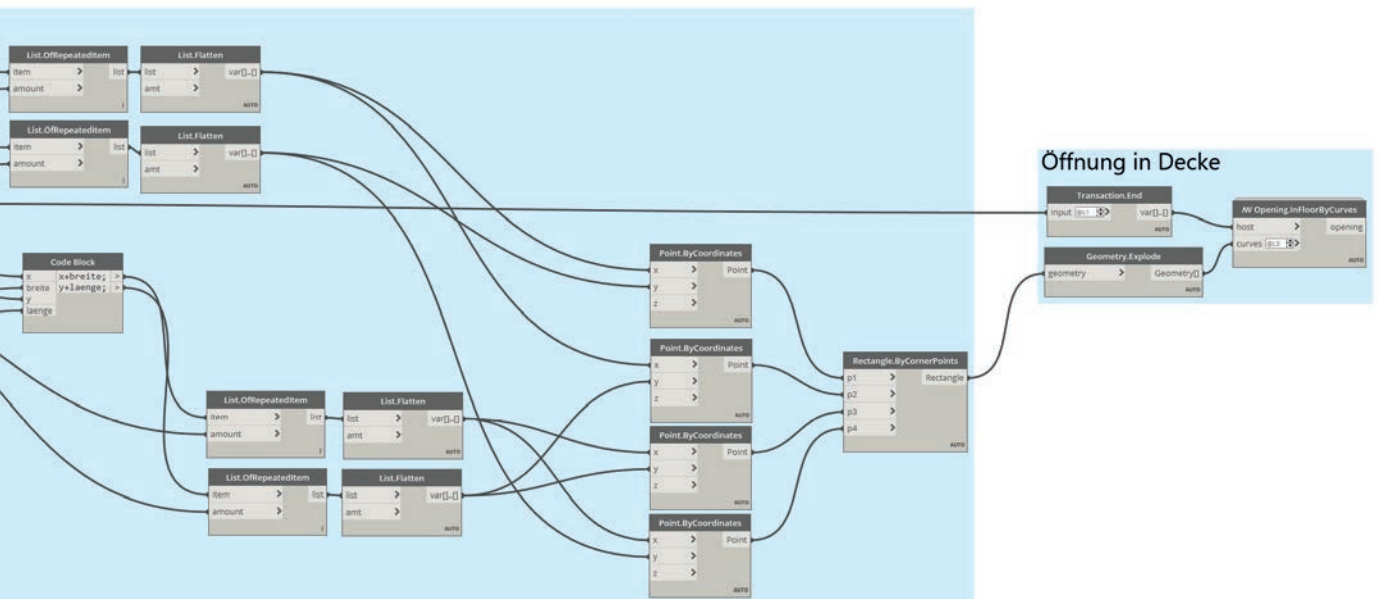 List.OfRepeatedItem
item > list
amount >
l
List.Flatten
list > var[]..[]
amt >
AUTO
List.OfRepeatedItem
item > list
amount >
l
List.Flatten
list > var[]..[]
amt >
AUTO
Öffnung in Decke
Transaction.End
input @L1 > var[]..[]
AUTO
Opening.InFloorByCurves
host > opening
curves >
AUTO
Geometry.Explode
geometry > Geometry[]
AUTO
Code Block
x x+breite; >
breite y+laenge; >
y
laenge
Point.ByCoordinates
x > Point
y >
z >
AUTO
Point.ByCoordinates
x > Point
y >
z >
AUTO
Rectangle.ByCornerPoints
p1 > Rectangle
p2 >
p3 >
p4 >
AUTO
List.OfRepeatedItem
item > list
amount >
l
List.Flatten
list > var[]..[]
amt >
AUTO
Point.ByCoordinates
x > Point
y >
z >
AUTO
List.OfRepeatedItem
item > list
amount >
l
List.Flatten
list > var[]..[]
amt >
AUTO
Point.ByCoordinates
x > Point
y >
z >
AUTO